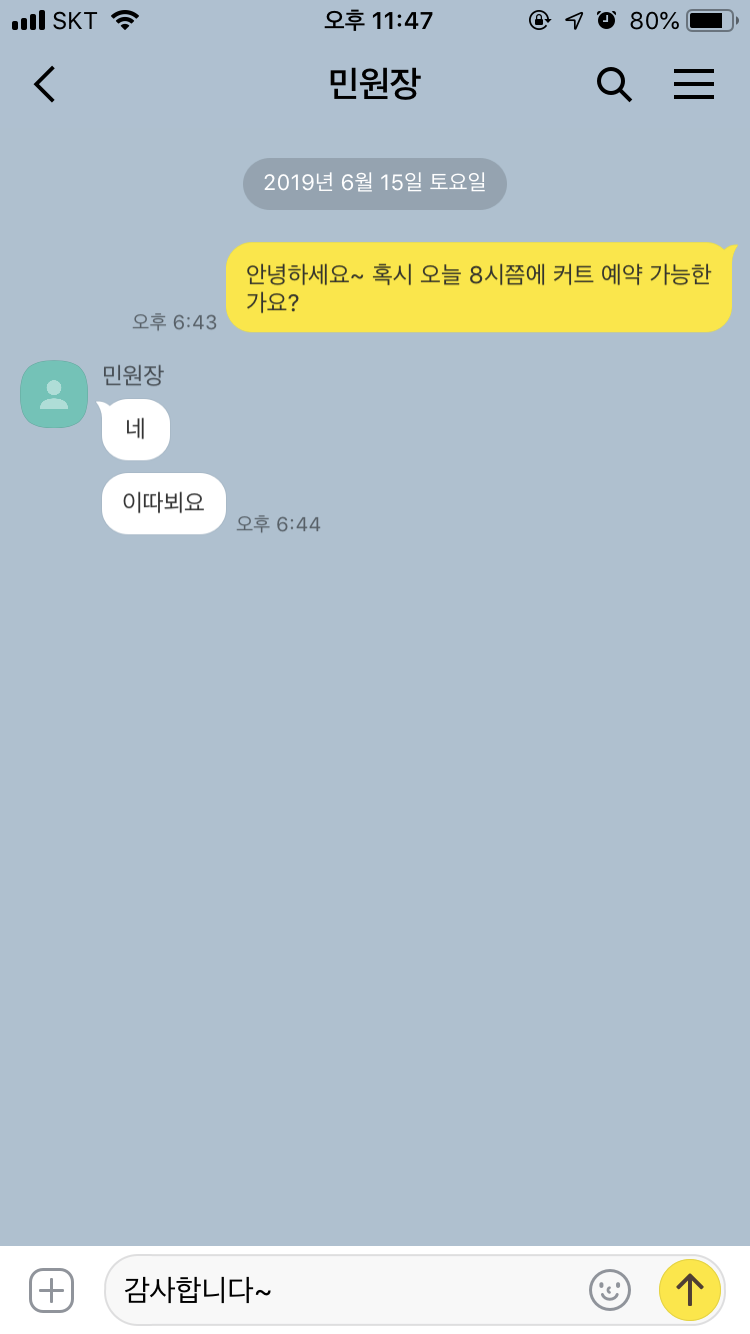 SKT 오후 11:47 80%
민원장
2019년 6월 15일 토요일
안녕하세요~ 혹시 오늘 8시쯤에 커트 예약 가능한
가요?
오후 6:43
민원장
네
이따뵈요
오후 6:44
감사합니다~